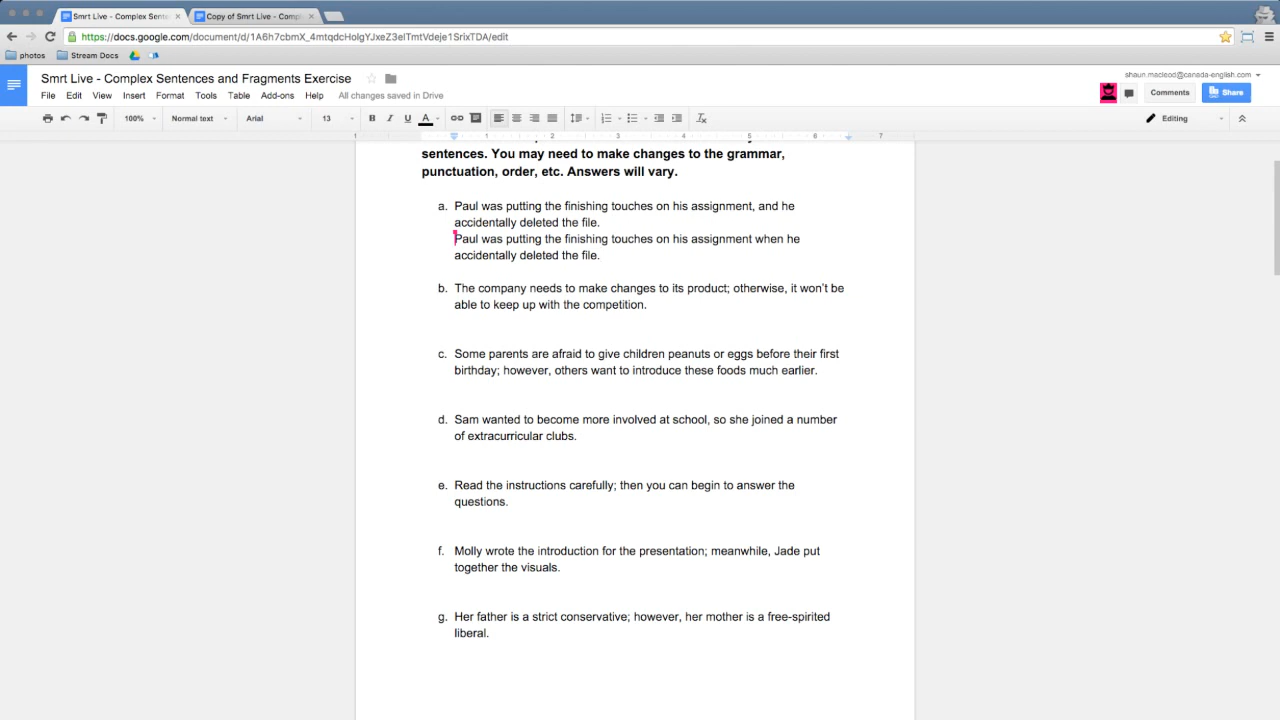 Smrt Live - Complex Sente
Copy of Smrt Live - Compl
https://docs.google.com/document/d/1A6h7cbmX_4mtqdcHolgYJxeZ3elTmtVdeje1SrixTDA/edit
photos Stream Docs
Smrt Live - Complex Sentences and Fragments Exercise
shaun.macleod@canada-english.com
File Edit View Insert Format Tools Table Add-ons Help All changes saved in Drive
Comments Share
100% Normal text Arial 13 B I U A Editing
1 1 2 3 4 5 6 7
sentences. You may need to make changes to the grammar,
punctuation, order, etc. Answers will vary.
a. Paul was putting the finishing touches on his assignment, and he
accidentally deleted the file.
Paul was putting the finishing touches on his assignment when he
accidentally deleted the file.
b. The company needs to make changes to its product; otherwise, it won't be
able to keep up with the competition.
c. Some parents are afraid to give children peanuts or eggs before their first
birthday; however, others want to introduce these foods much earlier.
d. Sam wanted to become more involved at school, so she joined a number
of extracurricular clubs.
e. Read the instructions carefully; then you can begin to answer the
questions.
f. Molly wrote the introduction for the presentation; meanwhile, Jade put
together the visuals.
g. Her father is a strict conservative; however, her mother is a free-spirited
liberal.